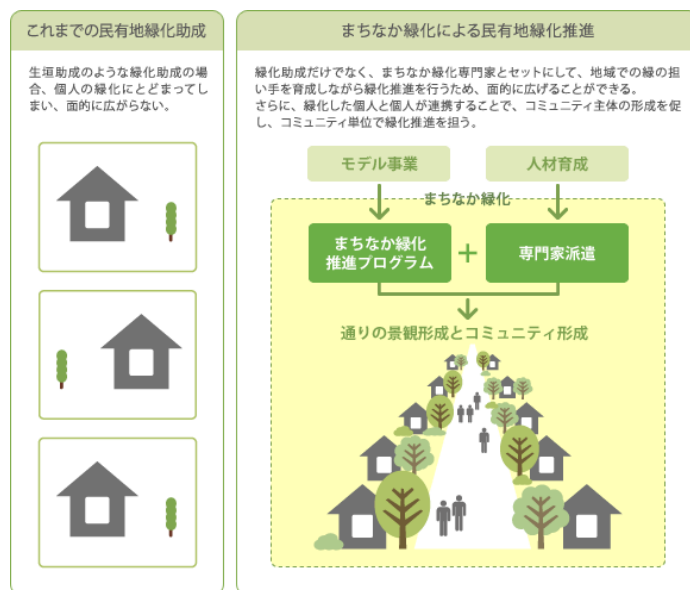 これまでの民有地緑化助成
生垣助成のような緑化助成の場
合、個人の緑化にとどまってし
まい、面的に広がらない。
まちなか緑化による民有地緑化推進
緑化助成だけでなく、まちなか緑化専門家とセットにして、地域での緑の担
い手を育成しながら緑化推進を行うため、面的に広げることができる。
さらに、緑化した個人と個人が連携することで、コミュニティ主体の形成を促
し、コミュニティ単位で緑化推進を担う。
モデル事業
人材育成
まちなか緑化
まちなか緑化
推進プログラム
+
専門家派遣
通りの景観形成とコミュニティ形成